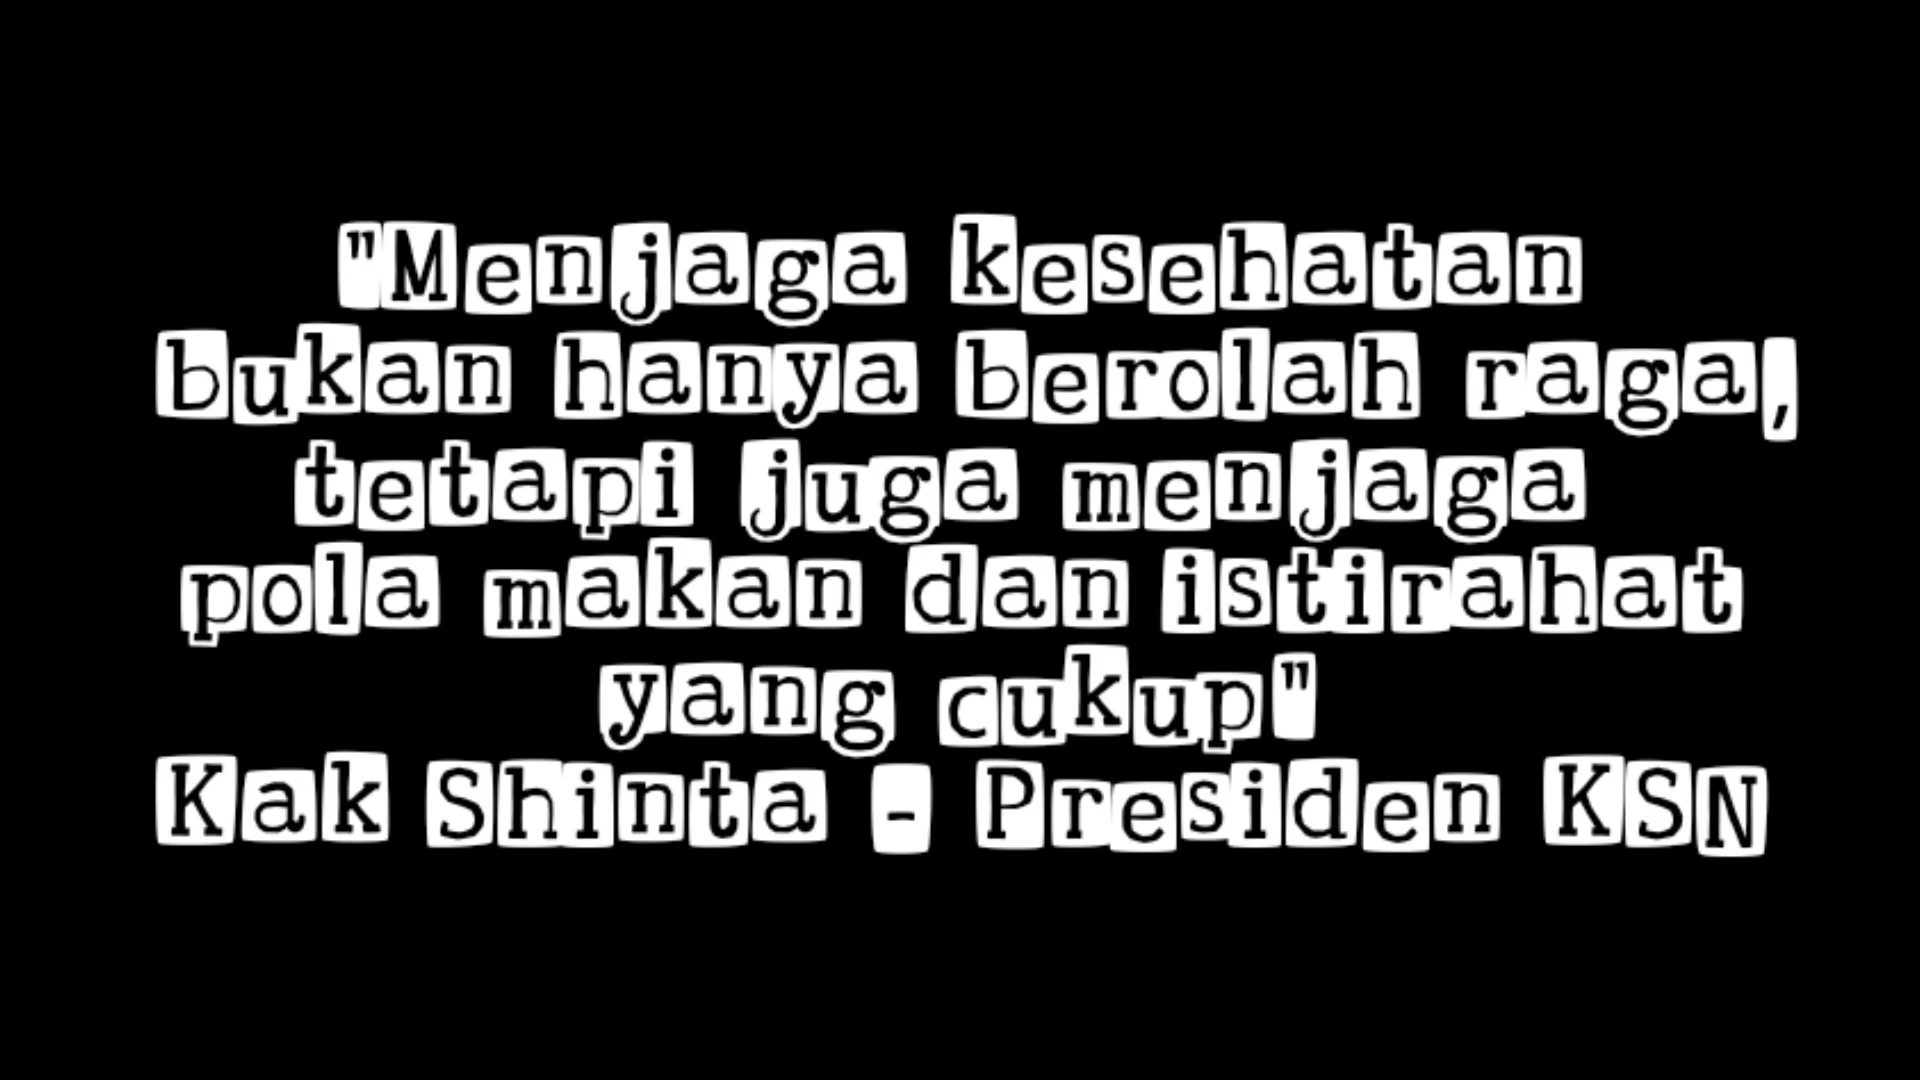 "Menjaga kesehatan
bukan hanya berolah raga,
tetapi juga menjaga
pola makan dan istirahat
yang cukup"
Kak Shinta - Presiden KSN